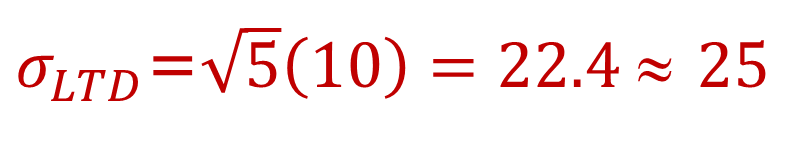 σ_LTD = √5(10) = 22.4 ≈ 25